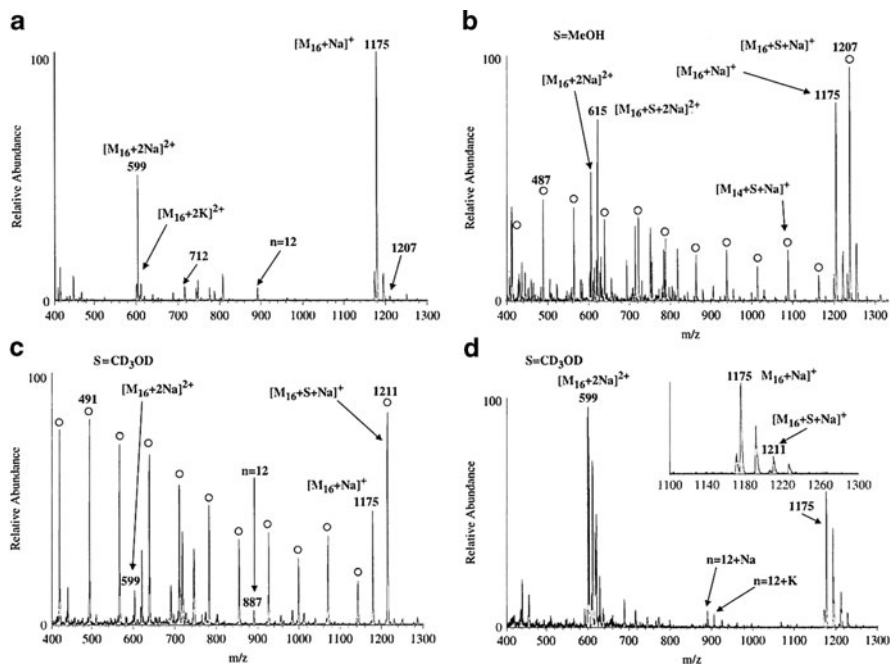 a
[M₁₆+Na]⁺
1175
100
[M₁₆+2Na]²⁺
599
[M₁₆+2K]²⁺
712
n=12
1207
0
Relative Abundance
400 500 600 700 800 900 1000 1100 1200 1300
m/z
b
S=MeOH
[M₁₆+S+Na]⁺
1207
100
[M₁₆+Na]⁺
[M₁₆+2Na]²⁺
1175
615 [M₁₆+S+2Na]²⁺
487
[M₁₄+S+Na]⁺
0
Relative Abundance
400 500 600 700 800 900 1000 1100 1200 1300
m/z
c
S=CD₃OD
100
491
[M₁₆+2Na]²⁺
[M₁₆+S+Na]⁺
1211
n=12
[M₁₆+Na]⁺
1175
599
887
0
Relative Abundance
400 500 600 700 800 900 1000 1100 1200 1300
m/z
d
S=CD₃OD
[M₁₆+2Na]²⁺
599
100
1175 M₁₆+Na]⁺
[M₁₆+S+Na]⁺
1211
1100 1140 1180 1220 1260 1300
1175
n=12+Na
n=12+K
0
Relative Abundance
400 500 600 700 800 900 1000 1100 1200 1300
m/z